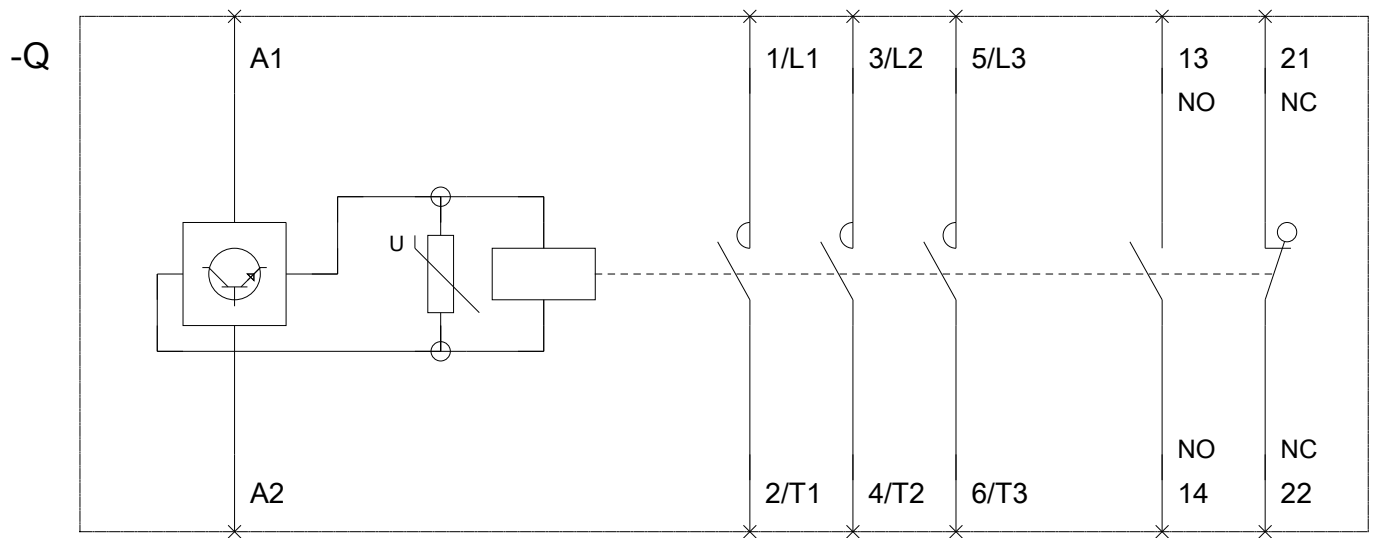 -Q
A1 1/L1 3/L2 5/L3 13 21
NO NC
U
NO NC
A2 2/T1 4/T2 6/T3 14 22